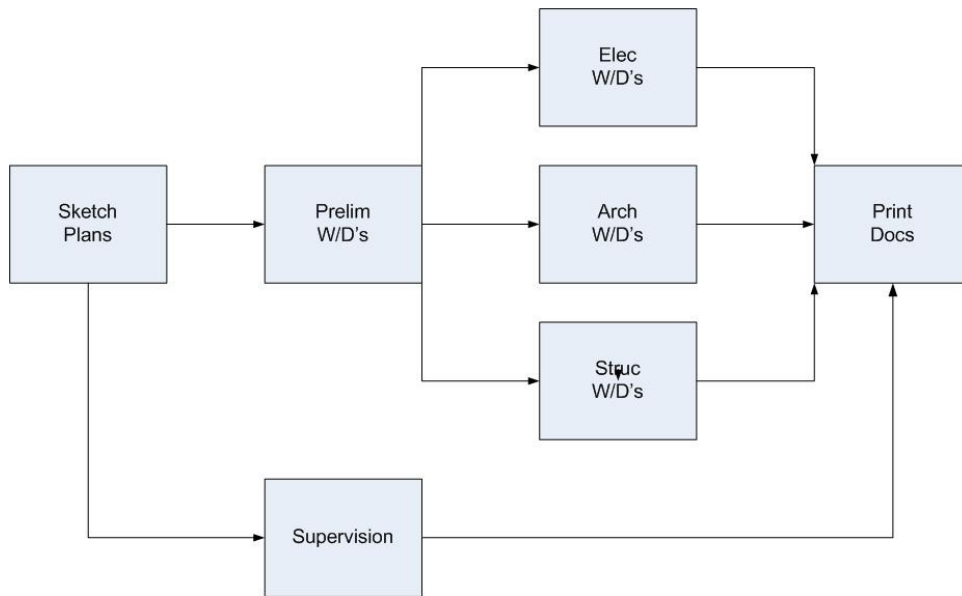 Elec
W/D’s
Sketch
Plans
Prelim
W/D’s
Arch
W/D’s
Print
Docs
Struc
W/D’s
Supervision